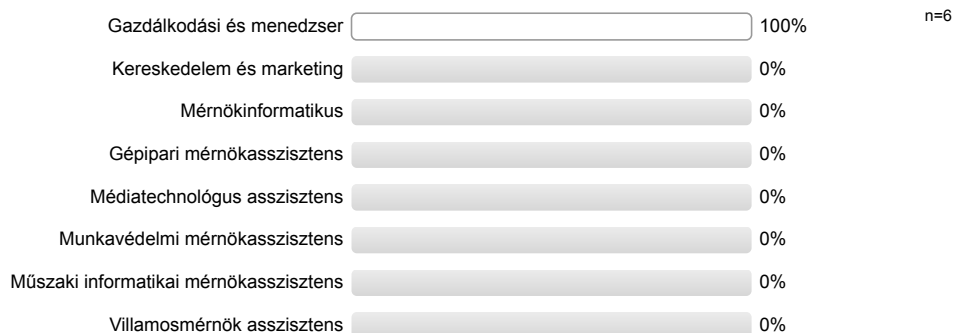 Gazdálkodási és menedzser 100% n=6
Kereskedelem és marketing 0%
Mérnökinformatikus 0%
Gépipari mérnökasszisztens 0%
Médiatechnológus asszisztens 0%
Munkavédelmi mérnökasszisztens 0%
Műszaki informatikai mérnökasszisztens 0%
Villamosmérnök asszisztens 0%